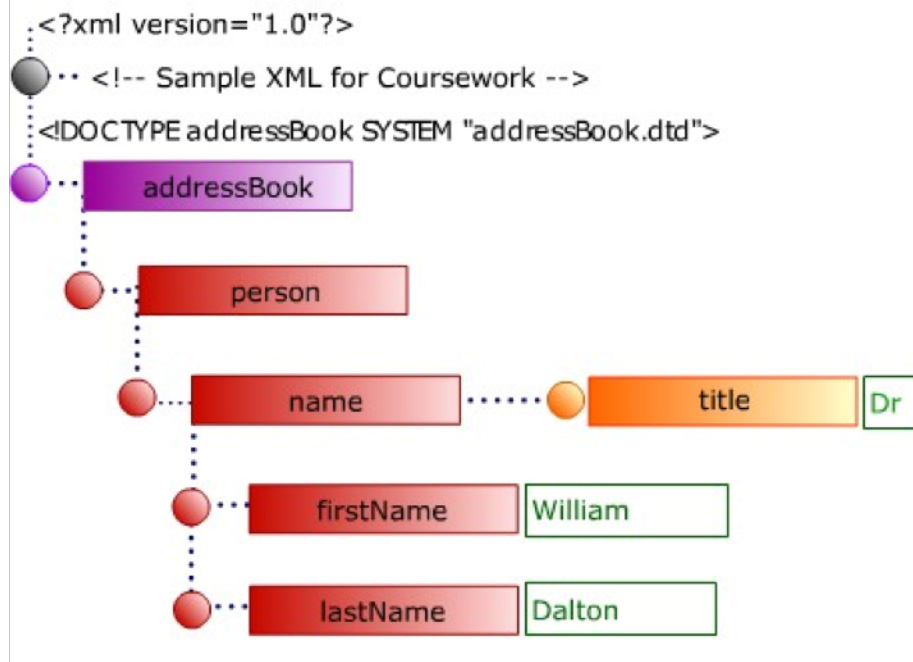 <?xml version="1.0"?>
<!-- Sample XML for Coursework -->
<!DOCTYPE addressBook SYSTEM "addressBook.dtd">
addressBook
person
name title Dr
firstName William
lastName Dalton